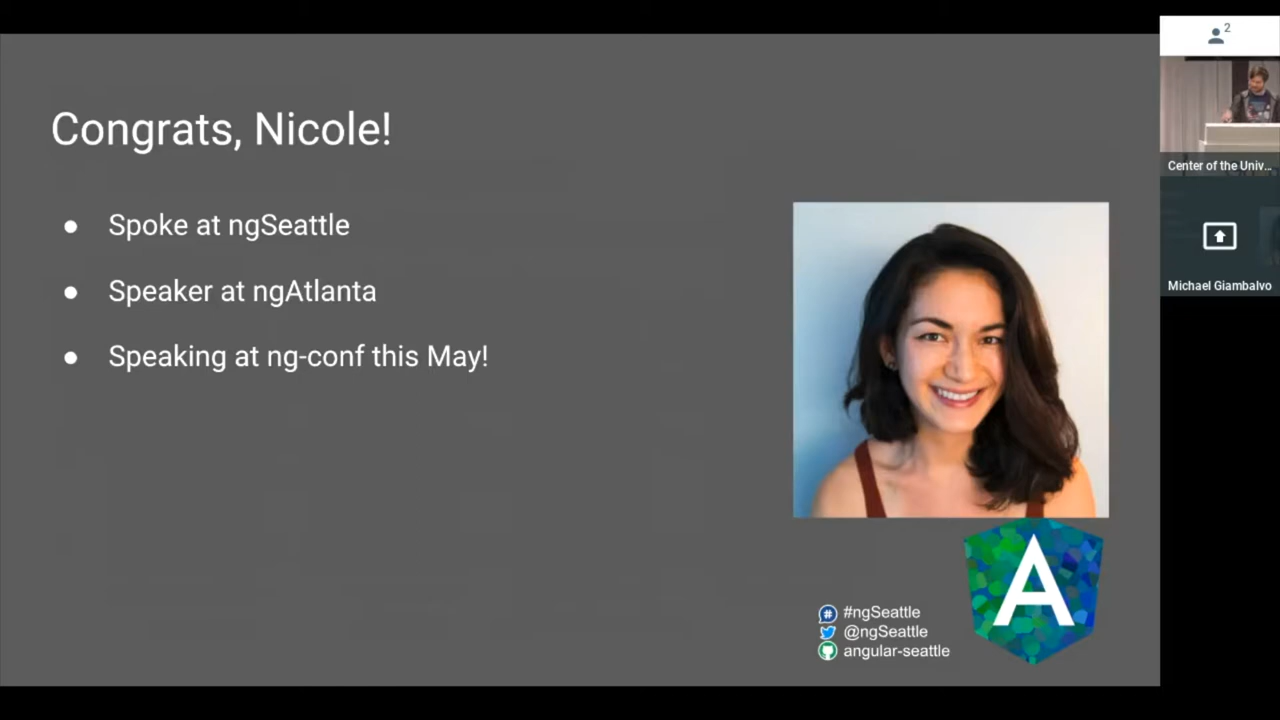 Congrats, Nicole!
● Spoke at ngSeattle
● Speaker at ngAtlanta
● Speaking at ng-conf this May!
A
#
#ngSeattle
@ngSeattle
angular-seattle
2
Center of the Univ...
Michael Giambalvo